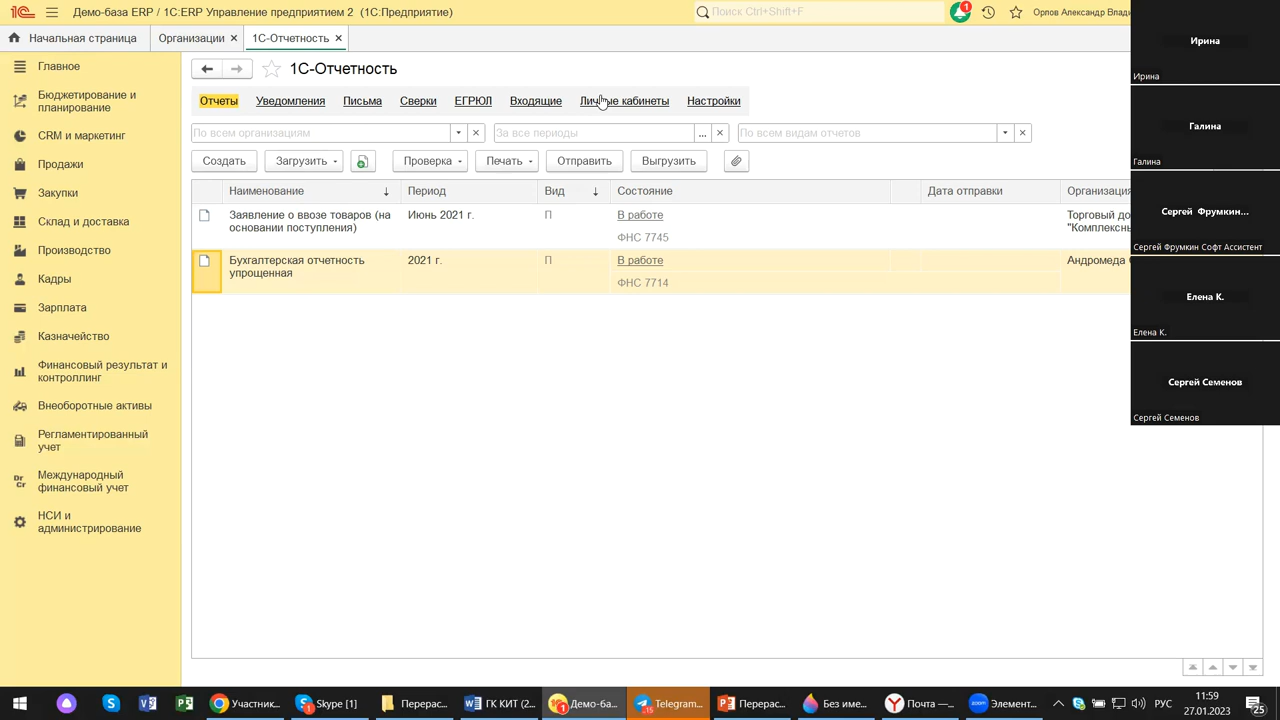 Демо-база ERP / 1С:ERP Управление предприятием 2 (1С:Предприятие)
Поиск Ctrl+Shift+F
1
Орлов Александр Влади
Начальная страница
Организации ×
1С-Отчетность ×
1С-Отчетность
Отчеты Уведомления Письма Сверки ЕГРЮЛ Входящие Личные кабинеты Настройки
По всем организациям
За все периоды
...
По всем видам отчетов
Создать Загрузить Проверка Печать Отправить Выгрузить
Наименование Период Вид Состояние Дата отправки Организация
Заявление о ввозе товаров (на основании поступления) Июнь 2021 г. П В работе Торговый до
"Комплексны
ФНС 7745
Бухгалтерская отчетность упрощенная 2021 г. П В работе Андромеда
ФНС 7714
Главное
Бюджетирование и
планирование
CRM и маркетинг
Продажи
Закупки
Склад и доставка
Производство
Кадры
Зарплата
Казначейство
Финансовый результат и
контроллинг
Внеоборотные активы
Регламентированный
учет
Международный
финансовый учет
НСИ и
администрирование
Ирина
Ирина
Галина
Галина
Сергей Фрумкин...
Сергей Фрумкин Софт Ассистент
Елена К.
Елена К.
Сергей Семенов
Сергей Семенов
Участник...
Skype [1]
Перерас...
ГК КИТ (2...
Демо-ба...
Telegram...
Перерас...
Без име...
Почта —...
Элемент...
РУС
11:59
27.01.2023
25